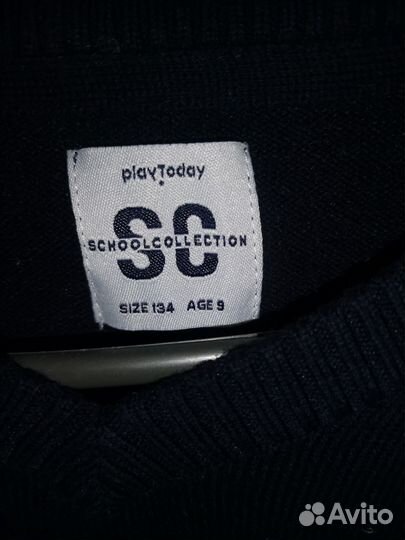 playToday
SC
SCHOOLCOLLECTION
SIZE 134 AGE 9
Avito